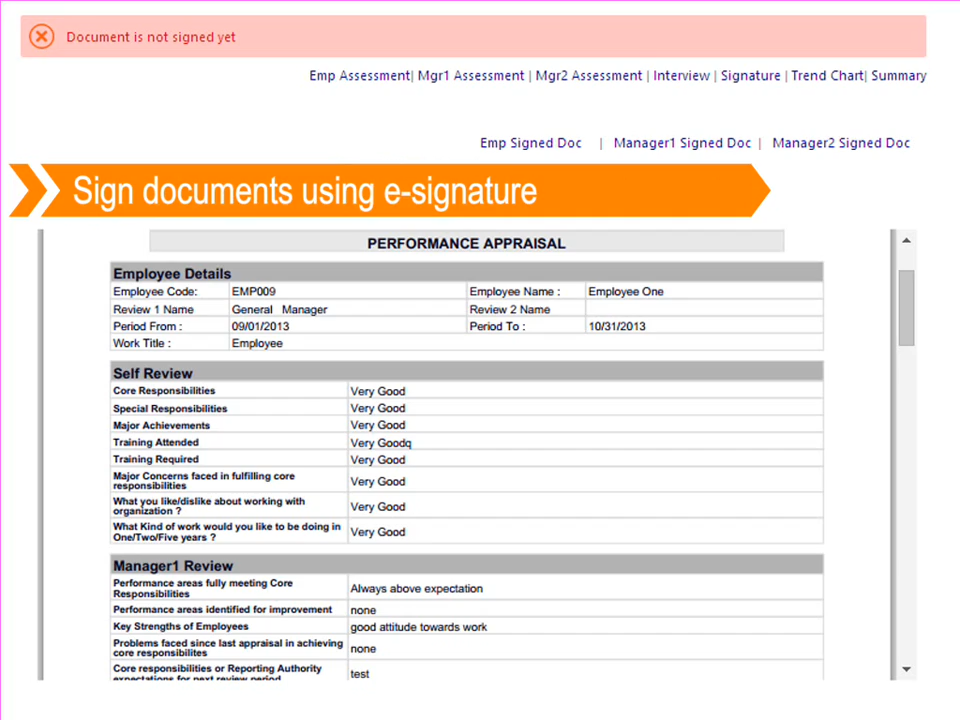 Document is not signed yet
Emp Assessment| Mgr1 Assessment | Mgr2 Assessment | Interview | Signature | Trend Chart| Summary
Emp Signed Doc | Manager1 Signed Doc | Manager2 Signed Doc
Sign documents using e-signature
PERFORMANCE APPRAISAL
Employee Details
Employee Code: EMP009 Employee Name : Employee One
Review 1 Name General Manager Review 2 Name
Period From : 09/01/2013 Period To : 10/31/2013
Work Title : Employee
Self Review
Core Responsibilities Very Good
Special Responsibilities Very Good
Major Achievements Very Good
Training Attended Very Goodq
Training Required Very Good
Major Concerns faced in fulfilling core
responsibilities Very Good
What you like/dislike about working with
organization ? Very Good
What Kind of work would you like to be doing in
One/Two/Five years ? Very Good
Manager1 Review
Performance areas fully meeting Core
Responsibilities Always above expectation
Performance areas identified for improvement none
Key Strengths of Employees good attitude towards work
Problems faced since last appraisal in achieving
core responsibilites none
Core responsibilities or Reporting Authority
expectations for next review period test